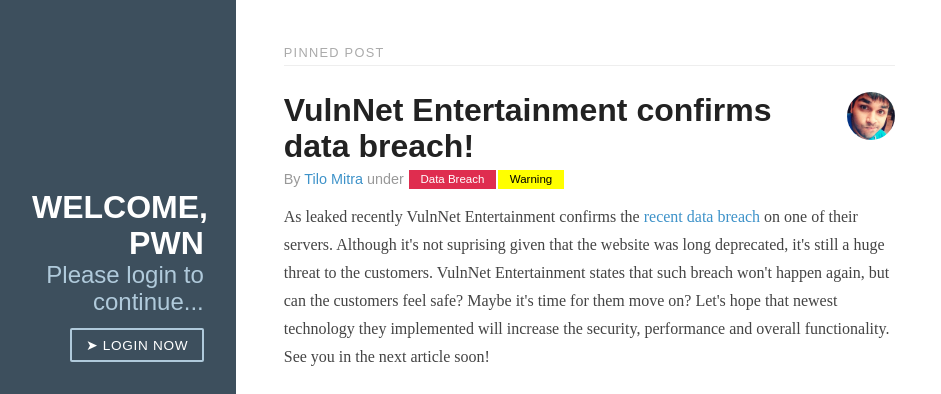 WELCOME,
PWN
Please login to
continue...
➤ LOGIN NOW
PINNED POST
VulnNet Entertainment confirms
data breach!
By Tilo Mitra under Data Breach Warning
As leaked recently VulnNet Entertainment confirms the recent data breach on one of their
servers. Although it's not suprising given that the website was long deprecated, it's still a huge
threat to the customers. VulnNet Entertainment states that such breach won't happen again, but
can the customers feel safe? Maybe it's time for them move on? Let's hope that newest
technology they implemented will increase the security, performance and overall functionality.
See you in the next article soon!